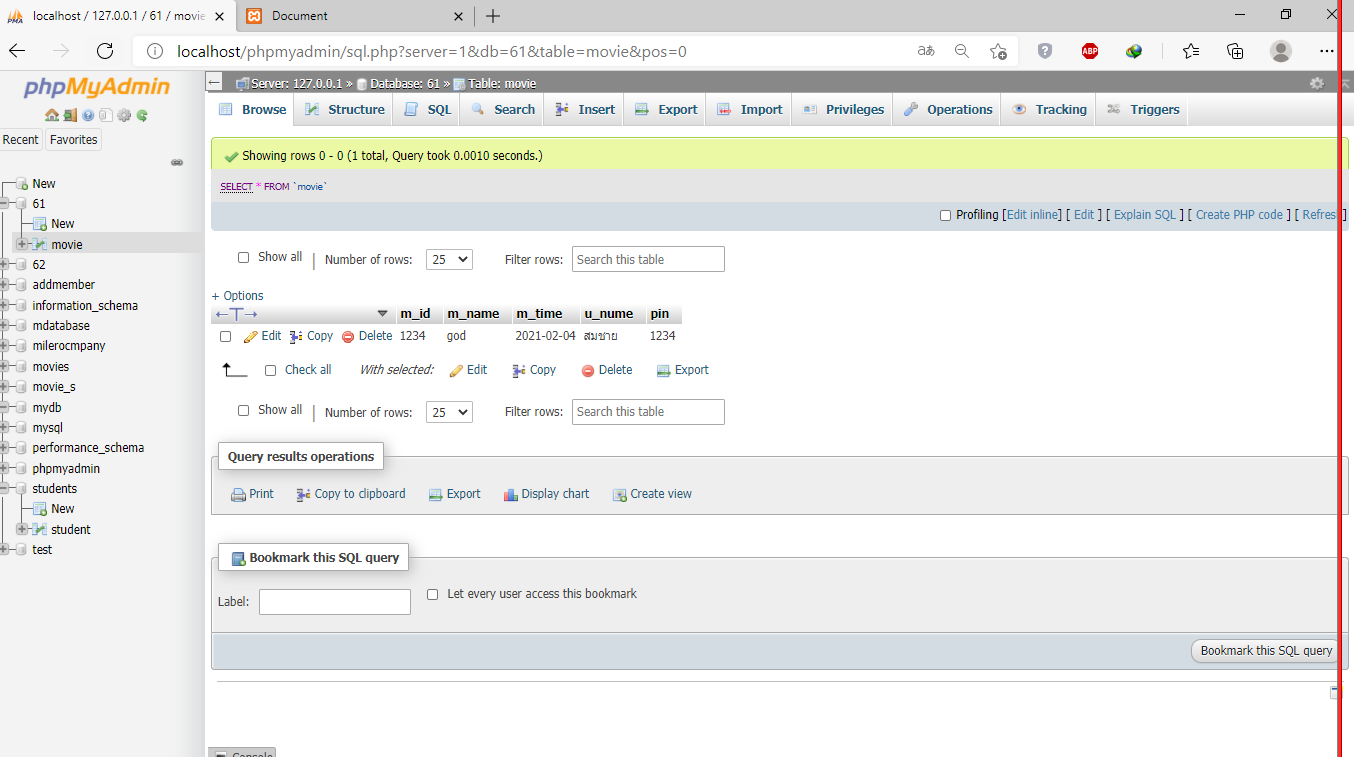 localhost / 127.0.0.1 / 61 / movie
Document
localhost/phpmyadmin/sql.php?server=1&db=61&table=movie&pos=0
aあ
ABP
phpMyAdmin
Recent
Favorites
New
61
New
movie
62
addmember
information_schema
mdatabase
milerocmpany
movies
movie_s
mydb
mysql
performance_schema
phpmyadmin
students
New
student
test
Server: 127.0.0.1 » Database: 61 » Table: movie
Browse Structure SQL Search Insert Export Import Privileges Operations Tracking Triggers
Showing rows 0 - 0 (1 total, Query took 0.0010 seconds.)
SELECT * FROM `movie`
Profiling [Edit inline] [ Edit ] [ Explain SQL ] [ Create PHP code ] [ Refresh]
Show all | Number of rows: 25 Filter rows: Search this table
+ Options
←T→ ▼ m_id m_name m_time u_nume pin
Edit Copy Delete 1234 god 2021-02-04 สมชาย 1234
Check all With selected: Edit Copy Delete Export
Show all | Number of rows: 25 Filter rows: Search this table
Query results operations
Print Copy to clipboard Export Display chart Create view
Bookmark this SQL query
Label: Let every user access this bookmark
Bookmark this SQL query
Console